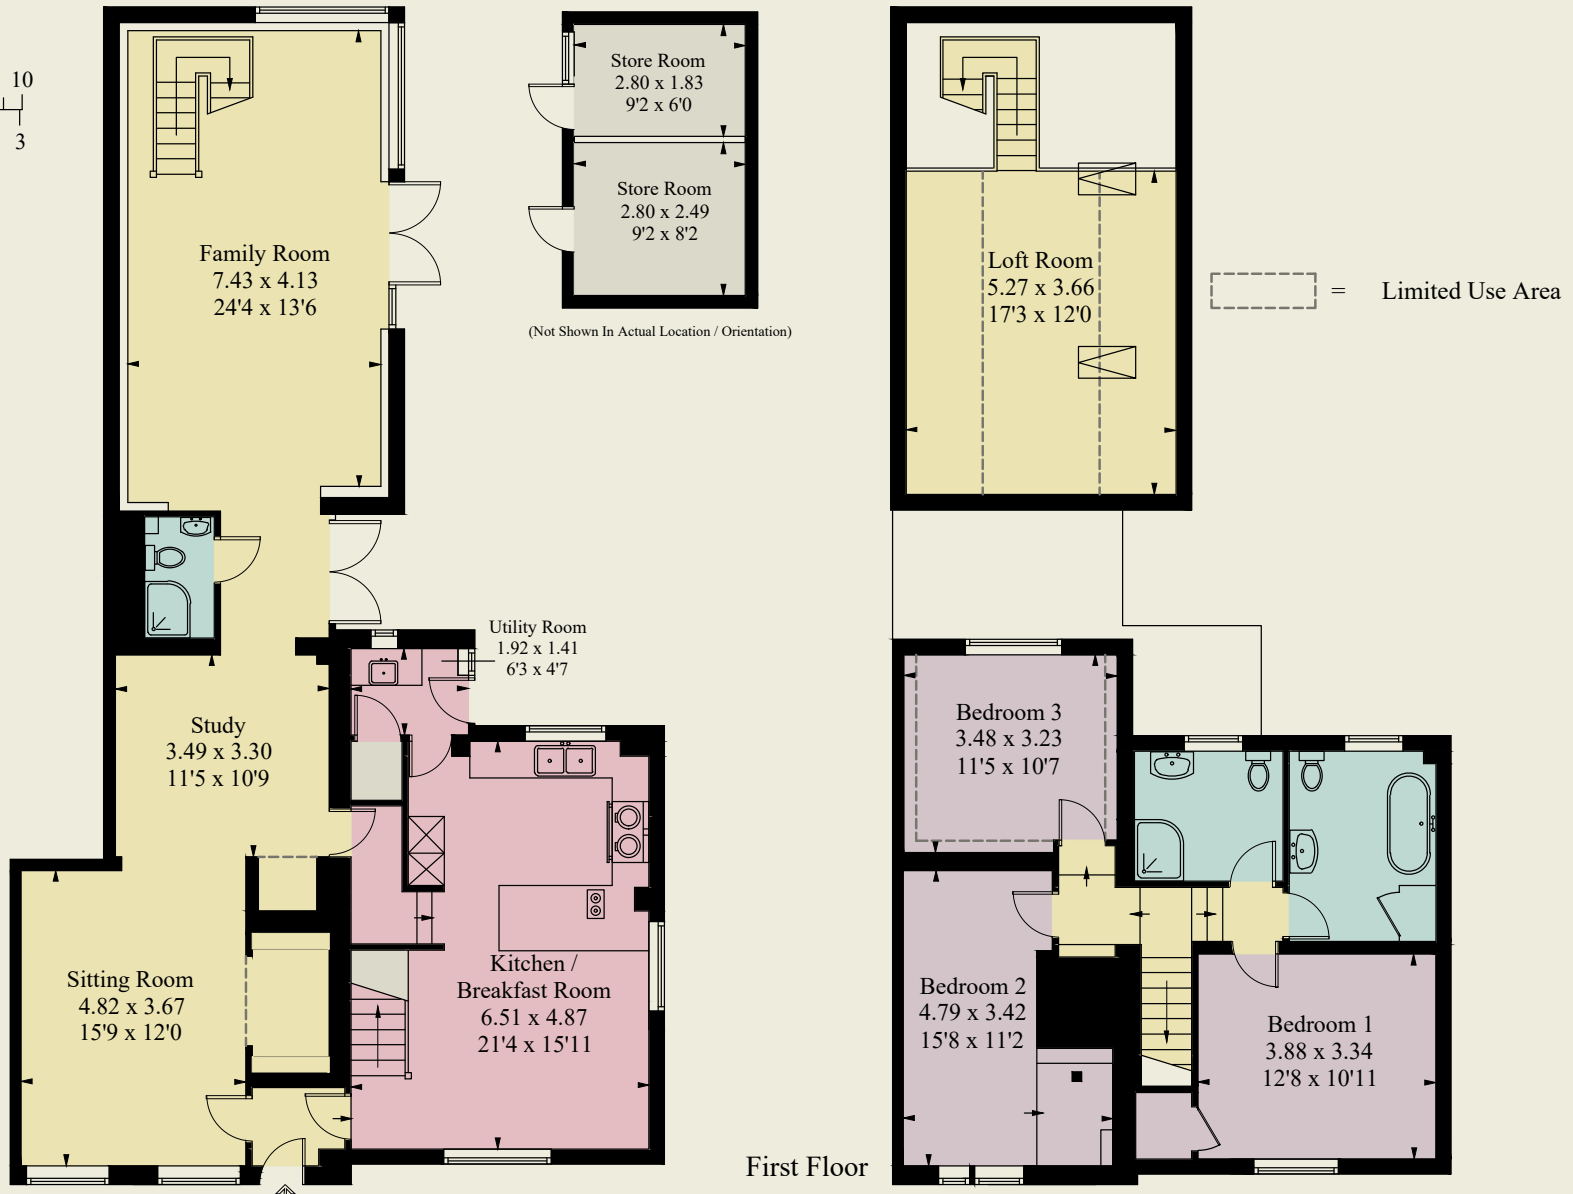 10
3
Family Room
7.43 x 4.13
24'4 x 13'6
Store Room
2.80 x 1.83
9'2 x 6'0
Store Room
2.80 x 2.49
9'2 x 8'2
(Not Shown In Actual Location / Orientation)
Loft Room
5.27 x 3.66
17'3 x 12'0
= Limited Use Area
Utility Room
1.92 x 1.41
6'3 x 4'7
Study
3.49 x 3.30
11'5 x 10'9
Sitting Room
4.82 x 3.67
15'9 x 12'0
Kitchen /
Breakfast Room
6.51 x 4.87
21'4 x 15'11
Bedroom 3
3.48 x 3.23
11'5 x 10'7
Bedroom 2
4.79 x 3.42
15'8 x 11'2
Bedroom 1
3.88 x 3.34
12'8 x 10'11
First Floor